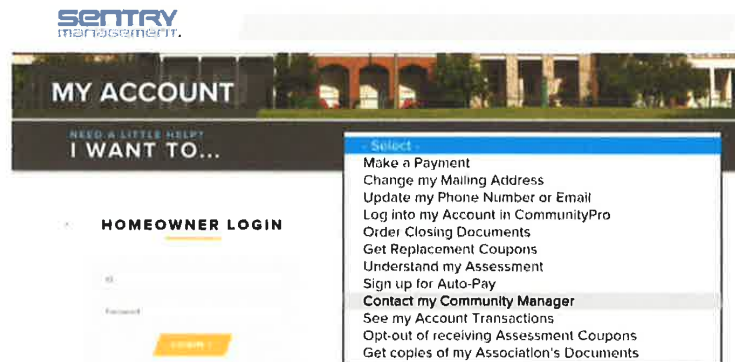 sentry
management.
MY ACCOUNT
NEED A LITTLE HELP?
I WANT TO...
- Select -
Make a Payment
Change my Mailing Address
Update my Phone Number or Email
Log into my Account in CommunityPro
Order Closing Documents
Get Replacement Coupons
Understand my Assessment
Sign up for Auto-Pay
Contact my Community Manager
See my Account Transactions
Opt-out of receiving Assessment Coupons
Get copies of my Association's Documents
HOMEOWNER LOGIN
Password
LOGIN